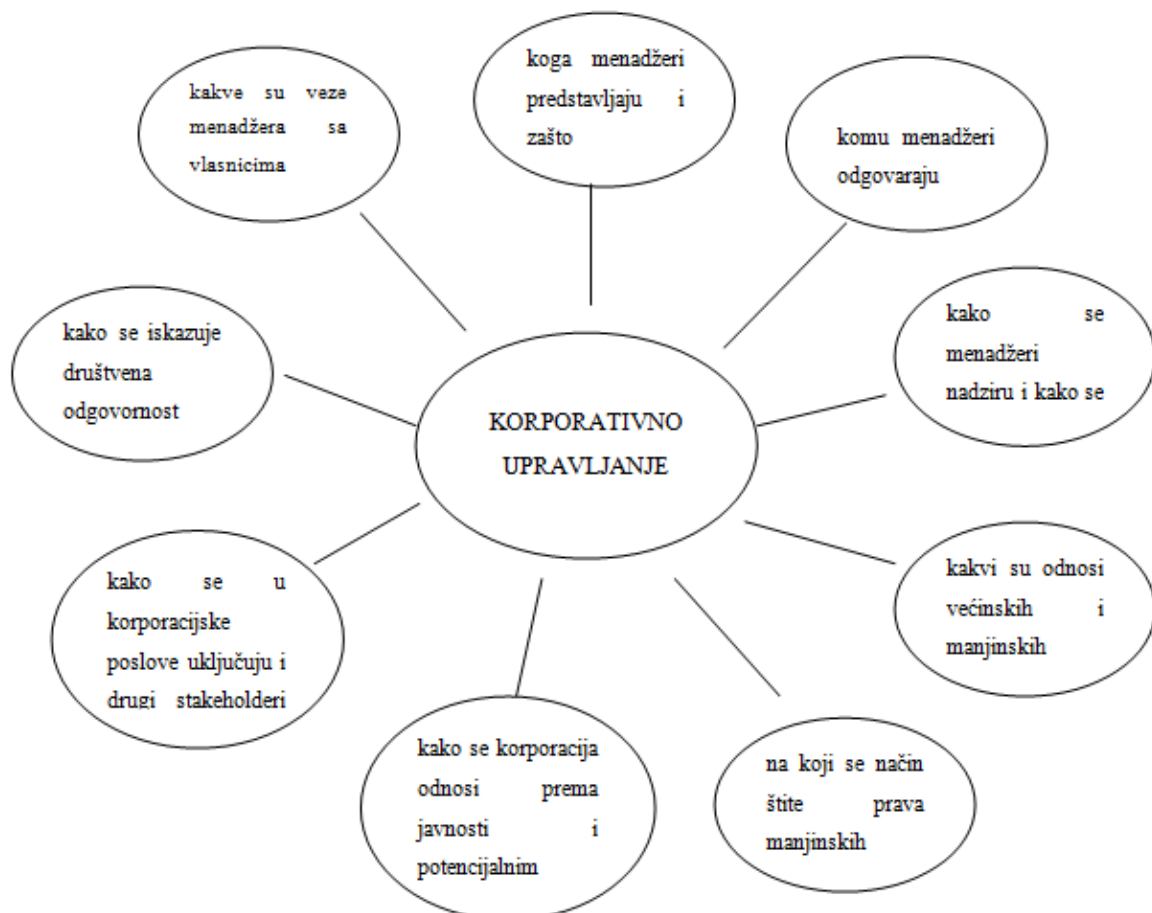 koga menadžeri
predstavljaju i
zašto
kakve su veze
menadžera sa
vlasnicima
komu menadžeri
odgovaraju
kako se
menadžeri
nadziru i kako se
kako se iskazuje
društvena
odgovornost
KORPORATIVNO
UPRAVLJANJE
kakvi su odnosi
većinskih i
manjinskih
kako se u
korporacijske
poslove uključuju i
drugi stakeholderi
kako se korporacija
odnosi prema
javnosti i
potencijalnim
na koji se način
štite prava
manjinskih